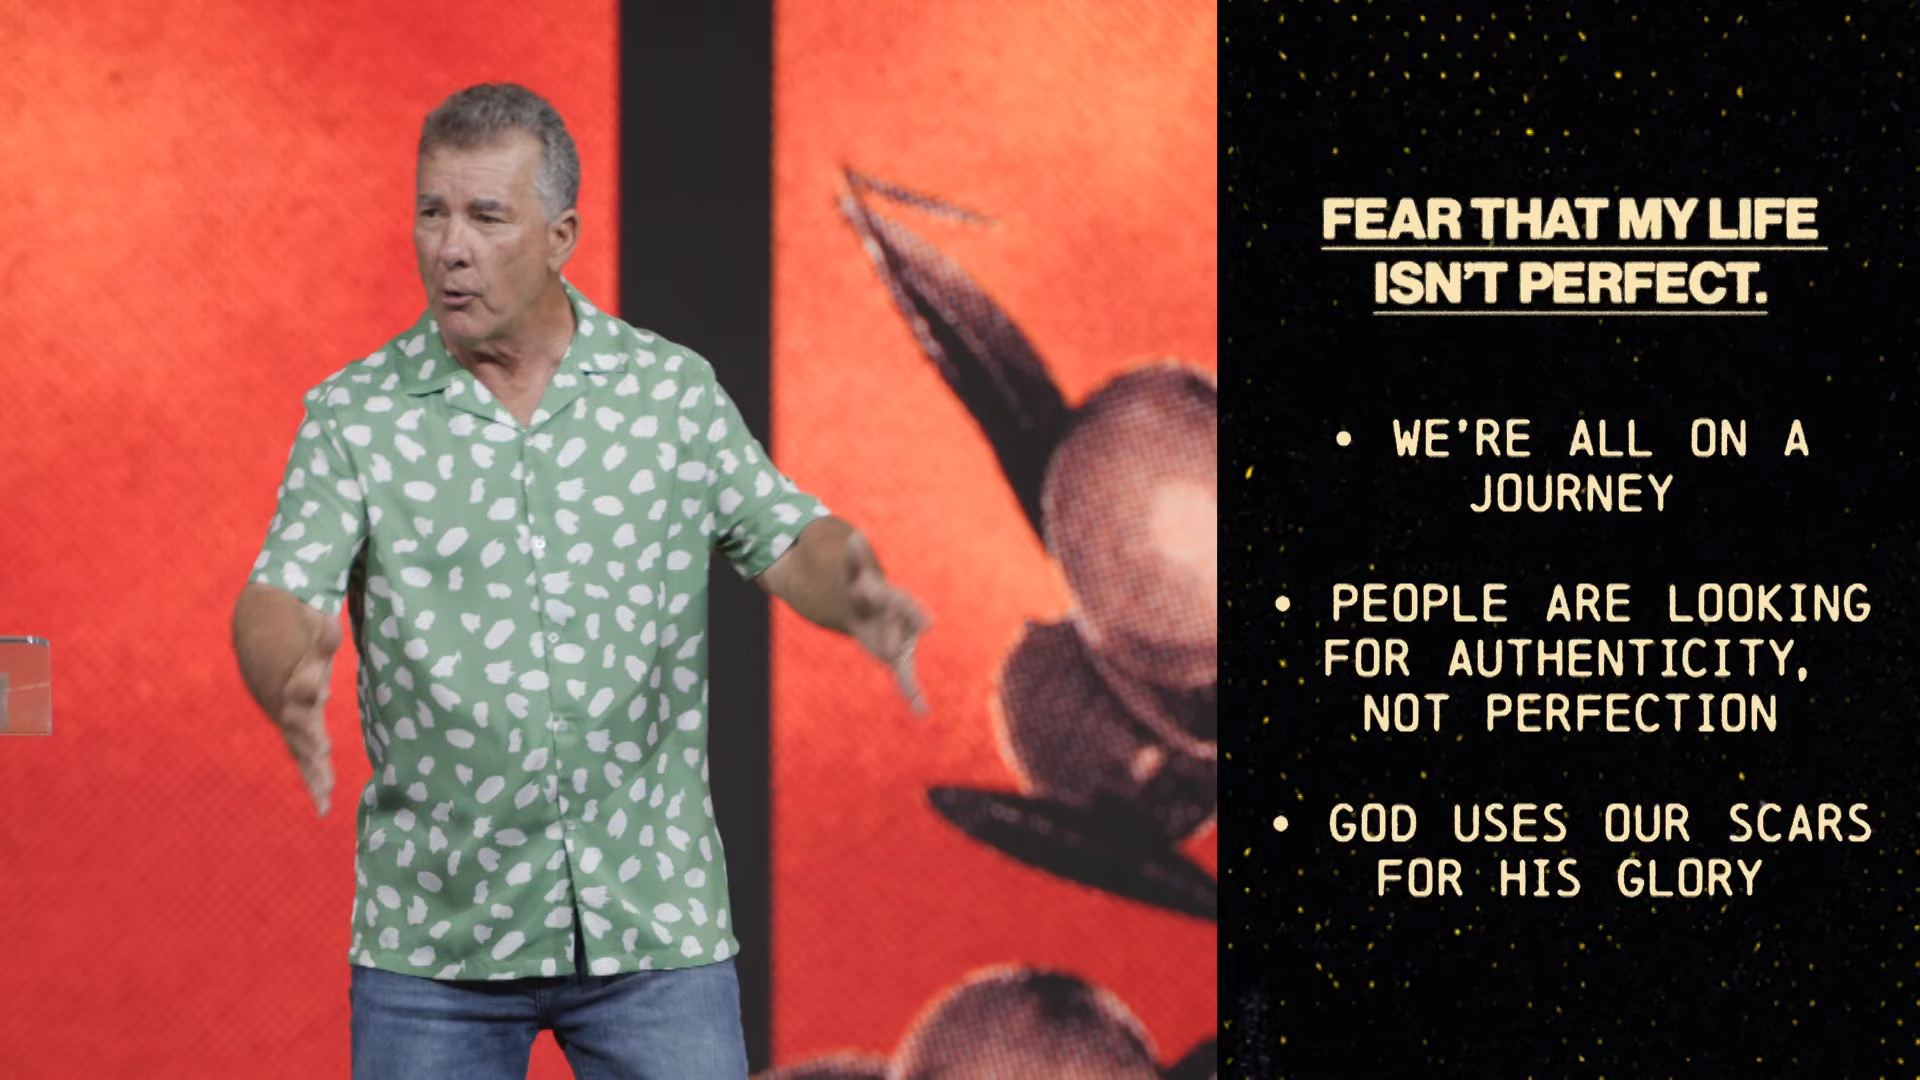 FEAR THAT MY LIFE
ISN'T PERFECT.
• WE'RE ALL ON A
JOURNEY
• PEOPLE ARE LOOKING
FOR AUTHENTICITY,
NOT PERFECTION
• GOD USES OUR SCARS
FOR HIS GLORY